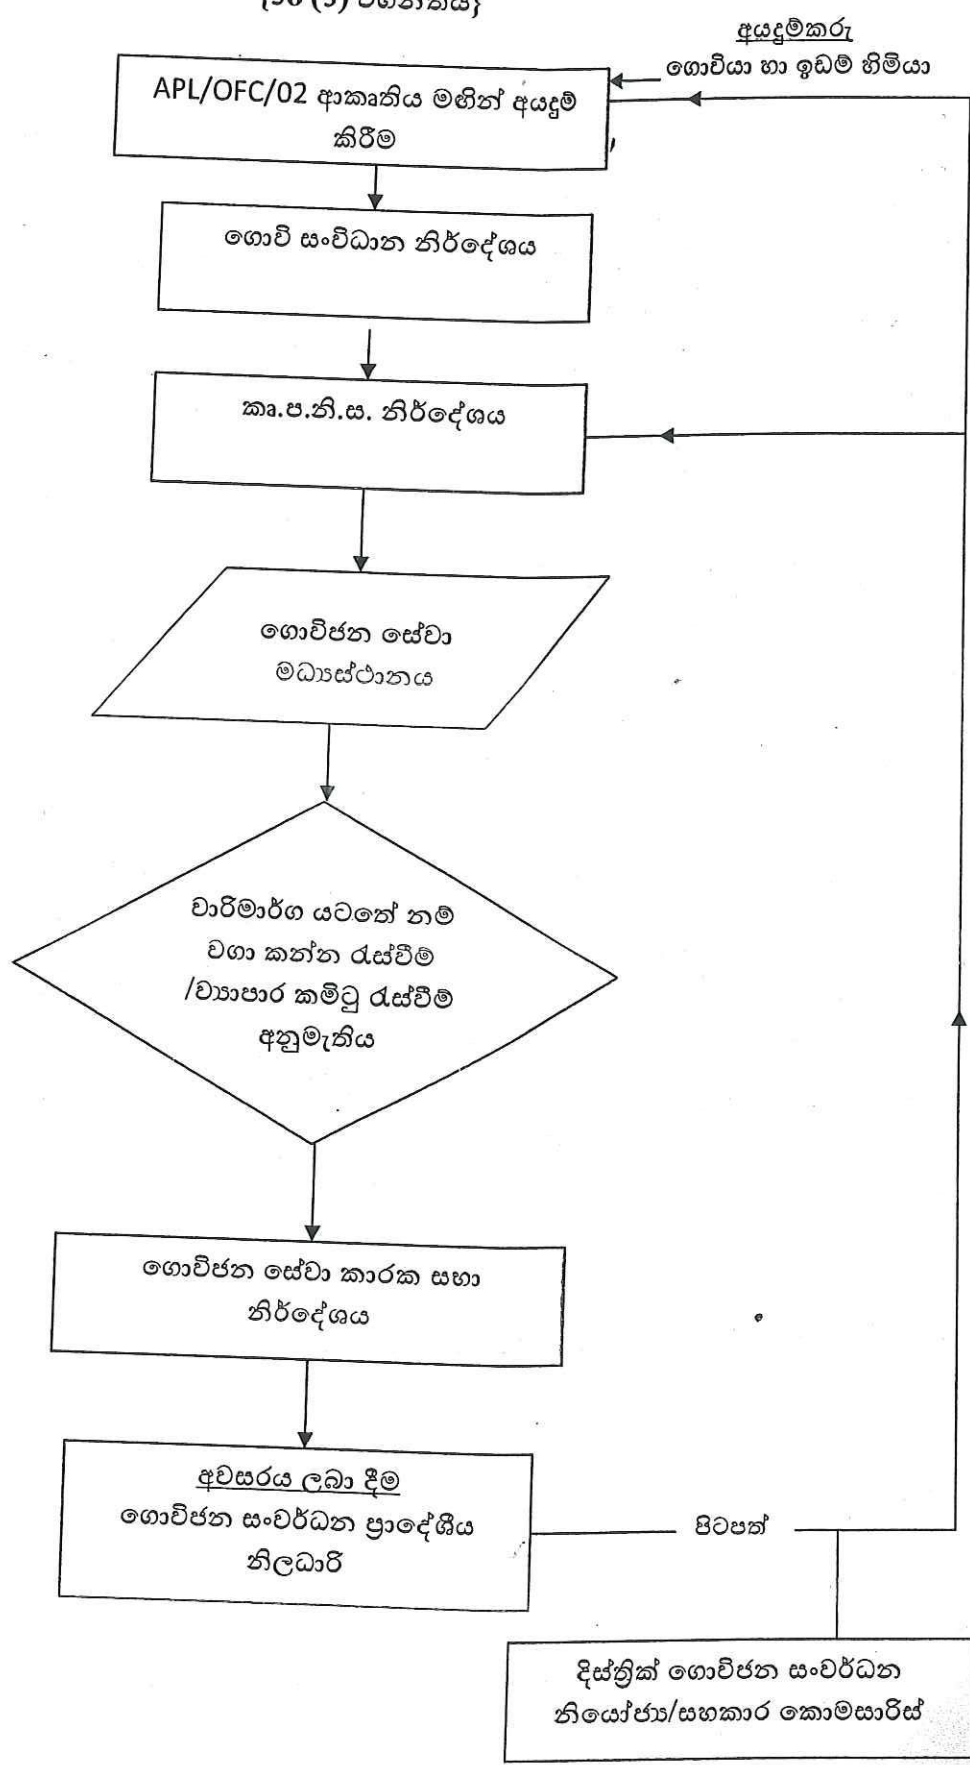 අයදුම්කරු
ගොවියා හා ඉඩම් හිමියා
APL/OFC/02 ආකෘතිය මඟින් අයදුම්
කිරීම
ගොවි සංවිධාන නිර්දේශය
කෘ.ප.නි.ස. නිර්දේශය
ගොවිජන සේවා
මධ්‍යස්ථානය
වාරිමාර්ග යටතේ නම්
වගා කන්න රැස්වීම්
/ව්‍යාපාර කමිටු රැස්වීම්
අනුමැතිය
ගොවිජන සේවා කාරක සභා
නිර්දේශය
අවසරය ලබා දීම
ගොවිජන සංවර්ධන ප්‍රාදේශීය
නිලධාරි
පිටපත්
දිස්ත්‍රික් ගොවිජන සංවර්ධන
නියෝජ්‍ය/සහකාර කොමසාරිස්